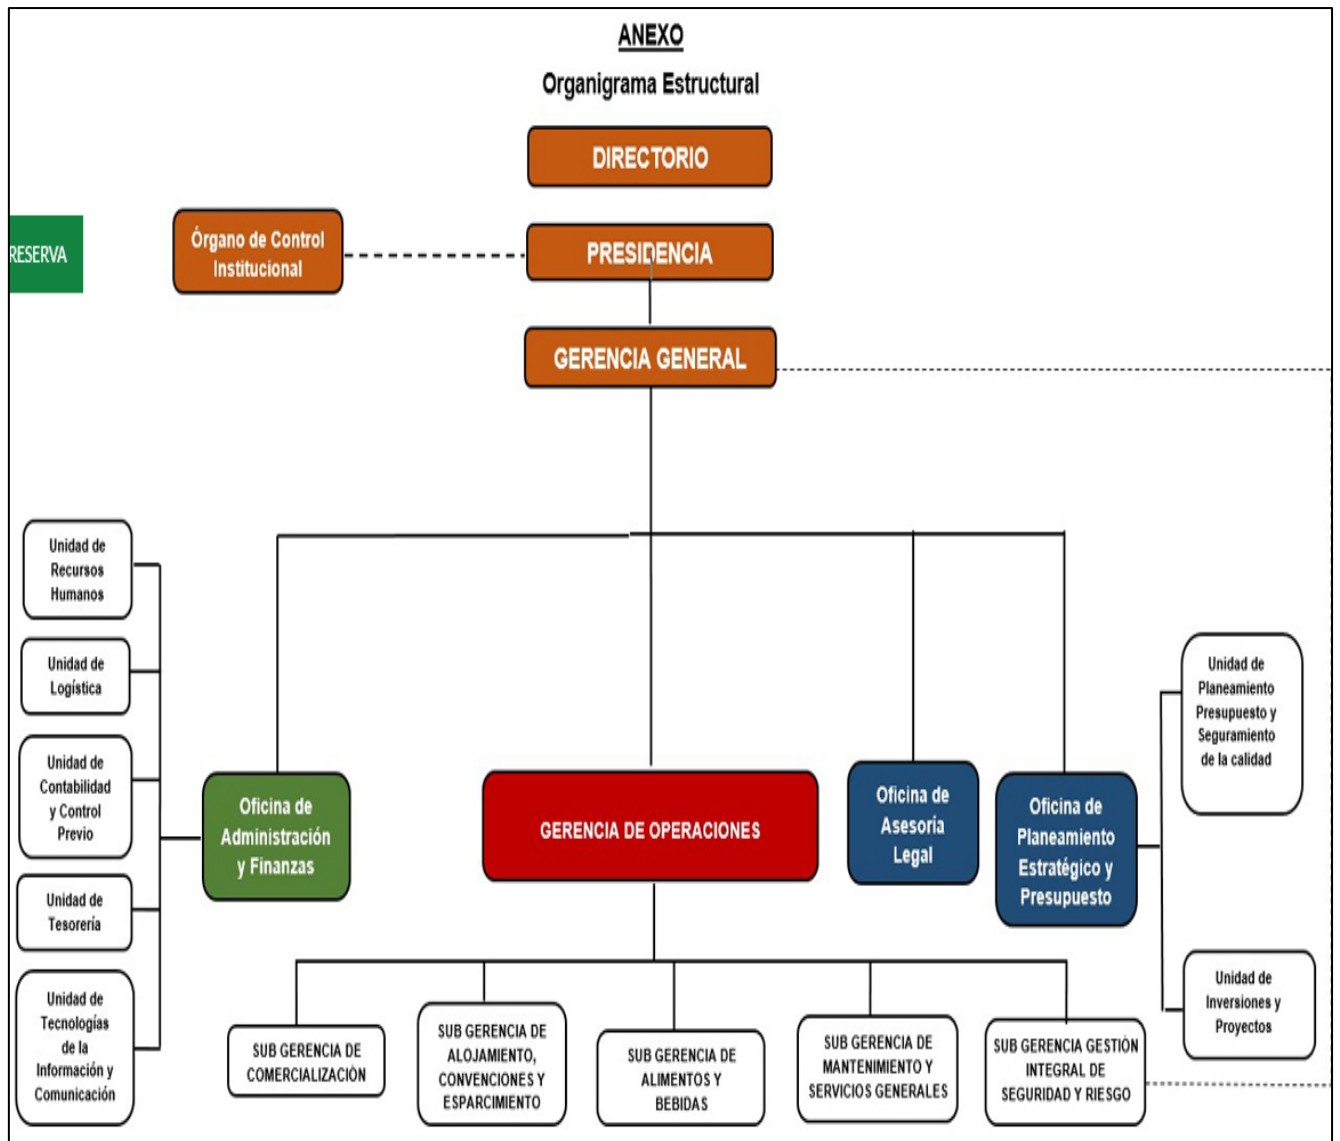 ANEXO
Organigrama Estructural
DIRECTORIO
RESERVA
Órgano de Control
Institucional
PRESIDENCIA
GERENCIA GENERAL
Unidad de
Recursos
Humanos
Unidad de
Logística
Unidad de
Contabilidad
y Control
Previo
Unidad de
Tesorería
Unidad de
Tecnologías
de la
Información y
Comunicación
Oficina de
Administración
y Finanzas
GERENCIA DE OPERACIONES
Oficina de
Asesoría
Legal
Oficina de
Planeamiento
Estratégico y
Presupuesto
Unidad de
Planeamiento
Presupuesto y
Seguramiento
de la calidad
Unidad de
Inversiones y
Proyectos
SUB GERENCIA DE
COMERCIALIZACIÓN
SUB GERENCIA DE
ALOJAMIENTO,
CONVENCIONES Y
ESPARCIMIENTO
SUB GERENCIA DE
ALIMENTOS Y
BEBIDAS
SUB GERENCIA DE
MANTENIMIENTO Y
SERVICIOS GENERALES
SUB GERENCIA GESTIÓN
INTEGRAL DE
SEGURIDAD Y RIESGO